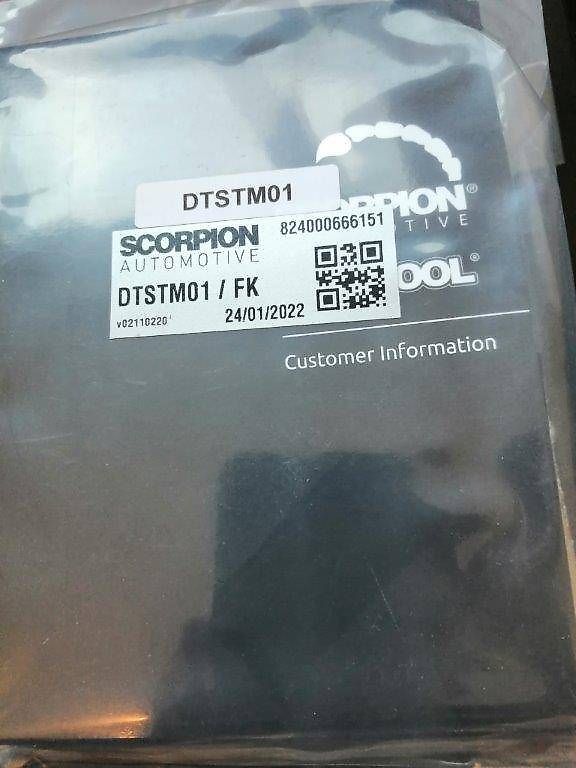 DTSTM01
SCORPION
AUTOMOTIVE
824000666151
DTSTM01 / FK
v02110220
24/01/2022
Customer Information